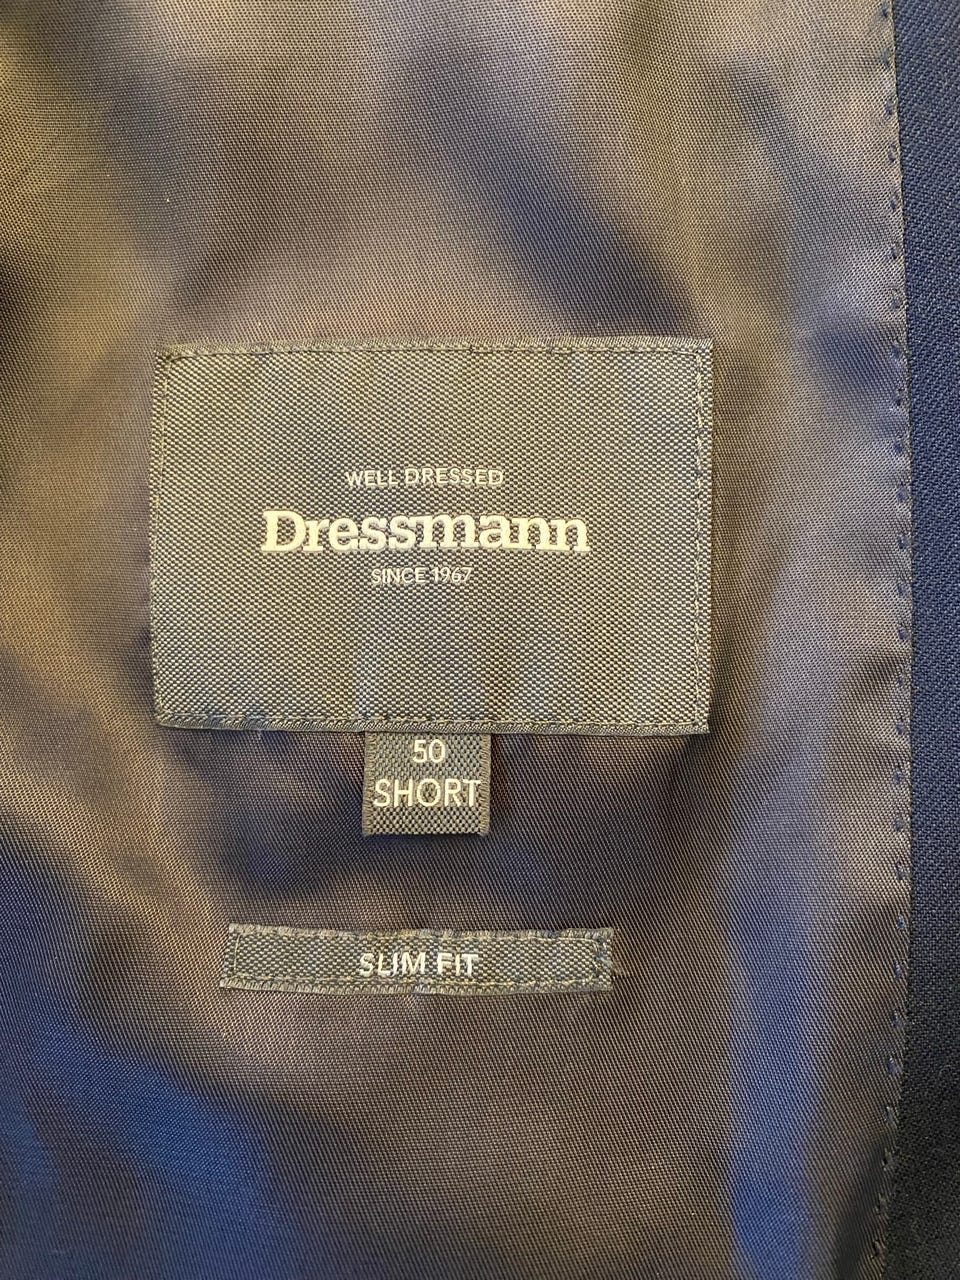 WELL DRESSED
Dressmann
SINCE 1967
50
SHORT
SLIM FIT